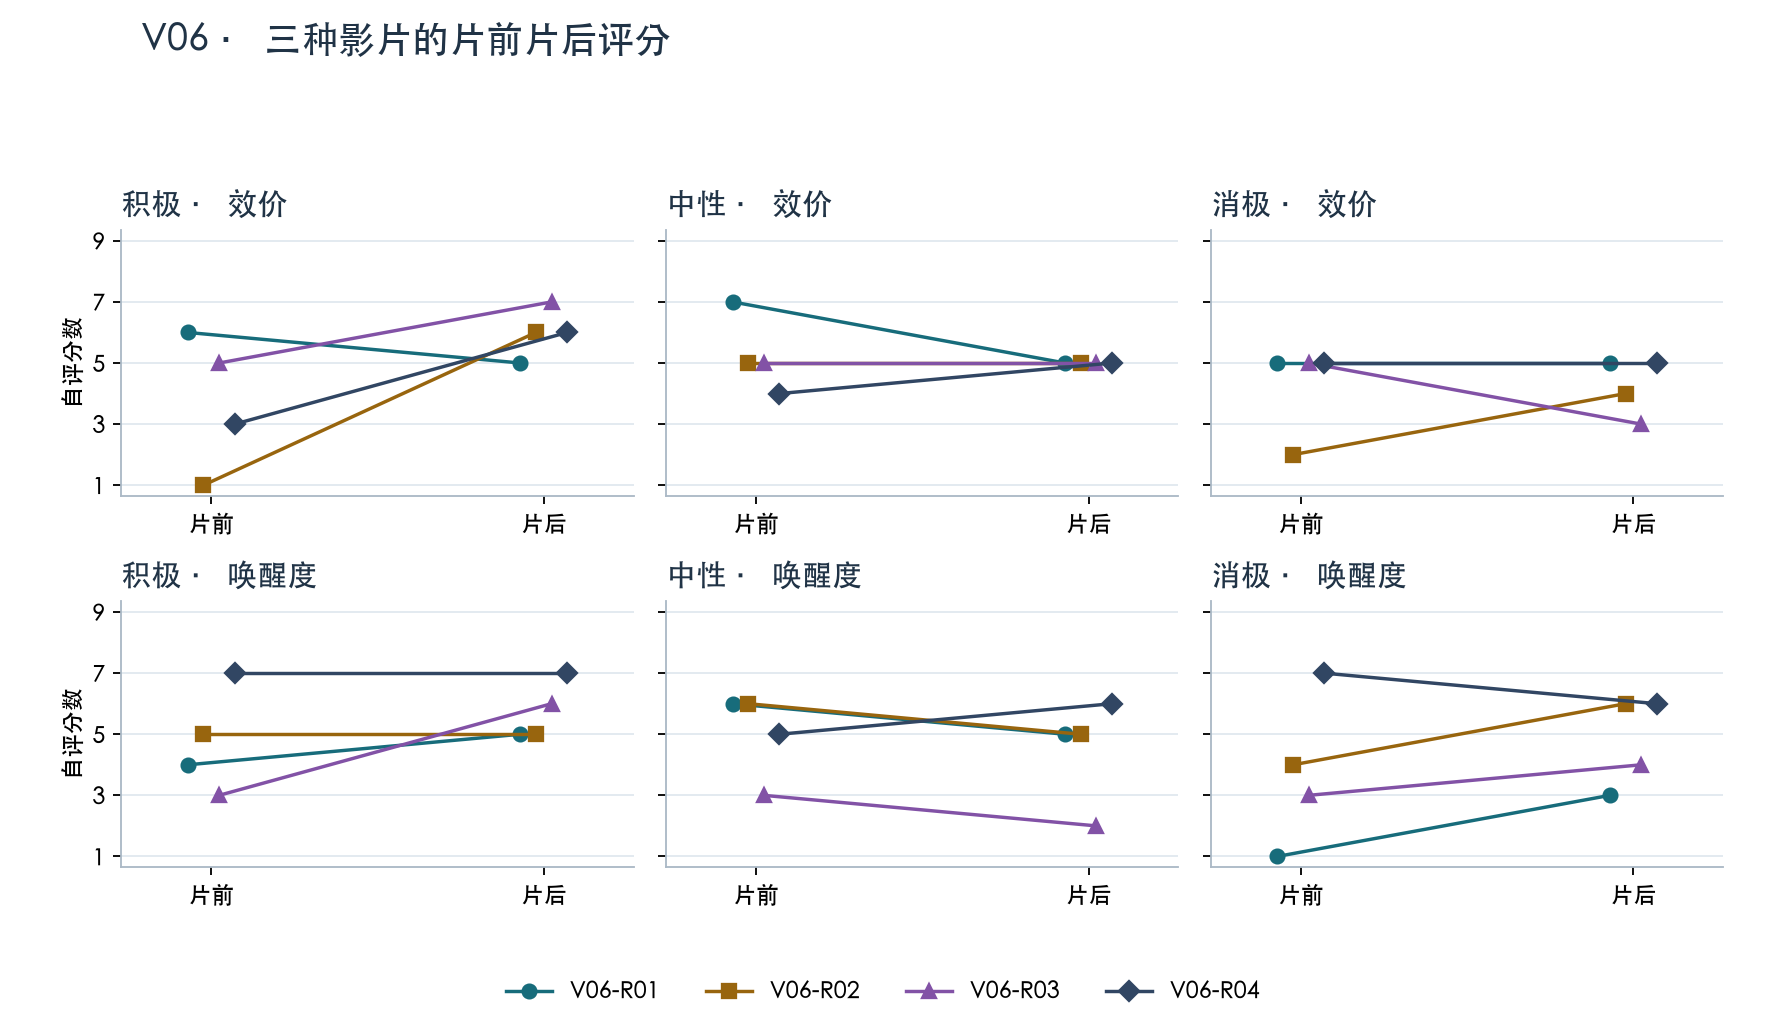 V06 · 三种影片的片前片后评分
积极 · 效价
中性 · 效价
消极 · 效价
自评分数
9
7
5
3
1
片前
片后
片前
片后
片前
片后
积极 · 唤醒度
中性 · 唤醒度
消极 · 唤醒度
自评分数
9
7
5
3
1
片前
片后
片前
片后
片前
片后
V06-R01
V06-R02
V06-R03
V06-R04